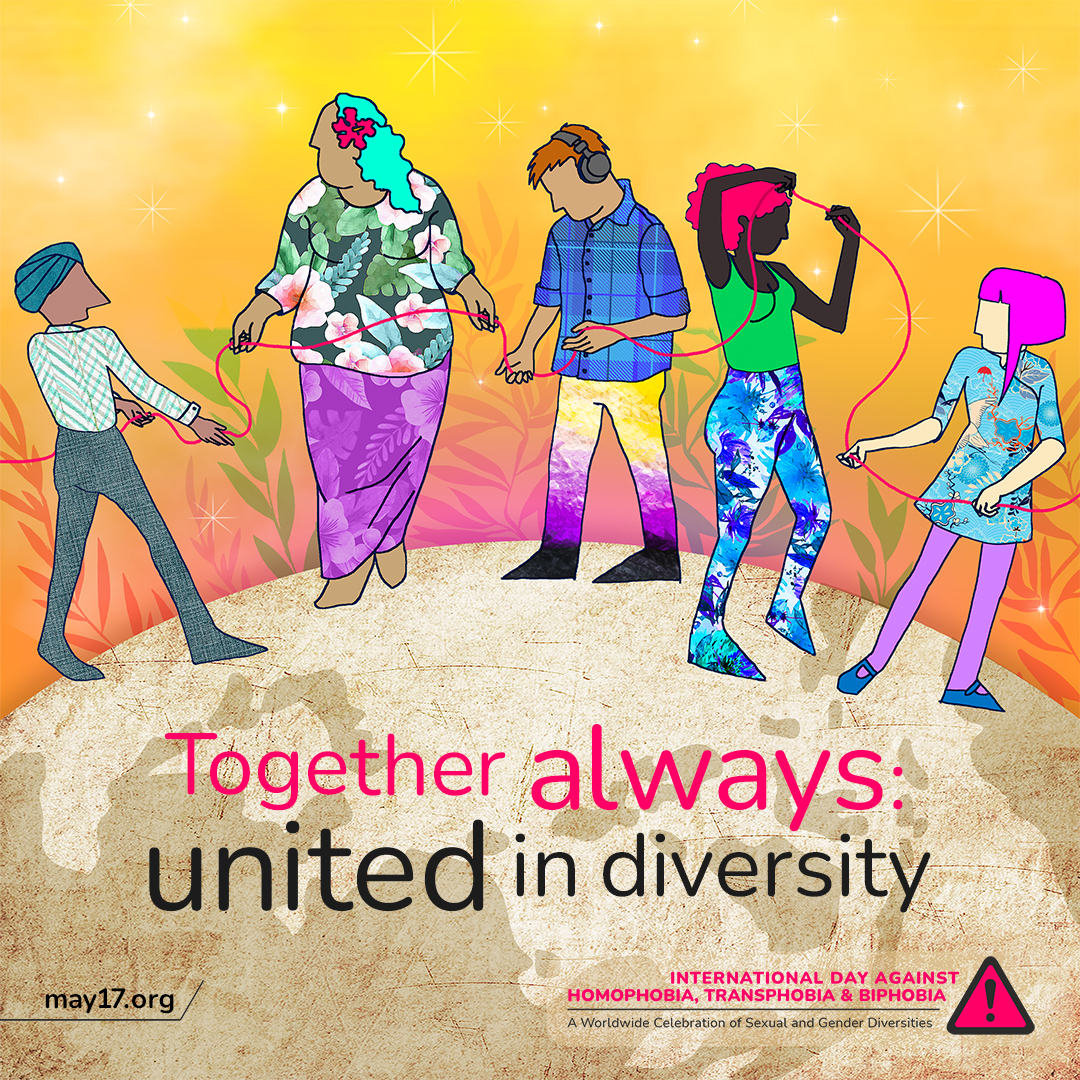 Together always:
united in diversity
may17.org
INTERNATIONAL DAY AGAINST
HOMOPHOBIA, TRANSPHOBIA & BIPHOBIA
A Worldwide Celebration of Sexual and Gender Diversities
!